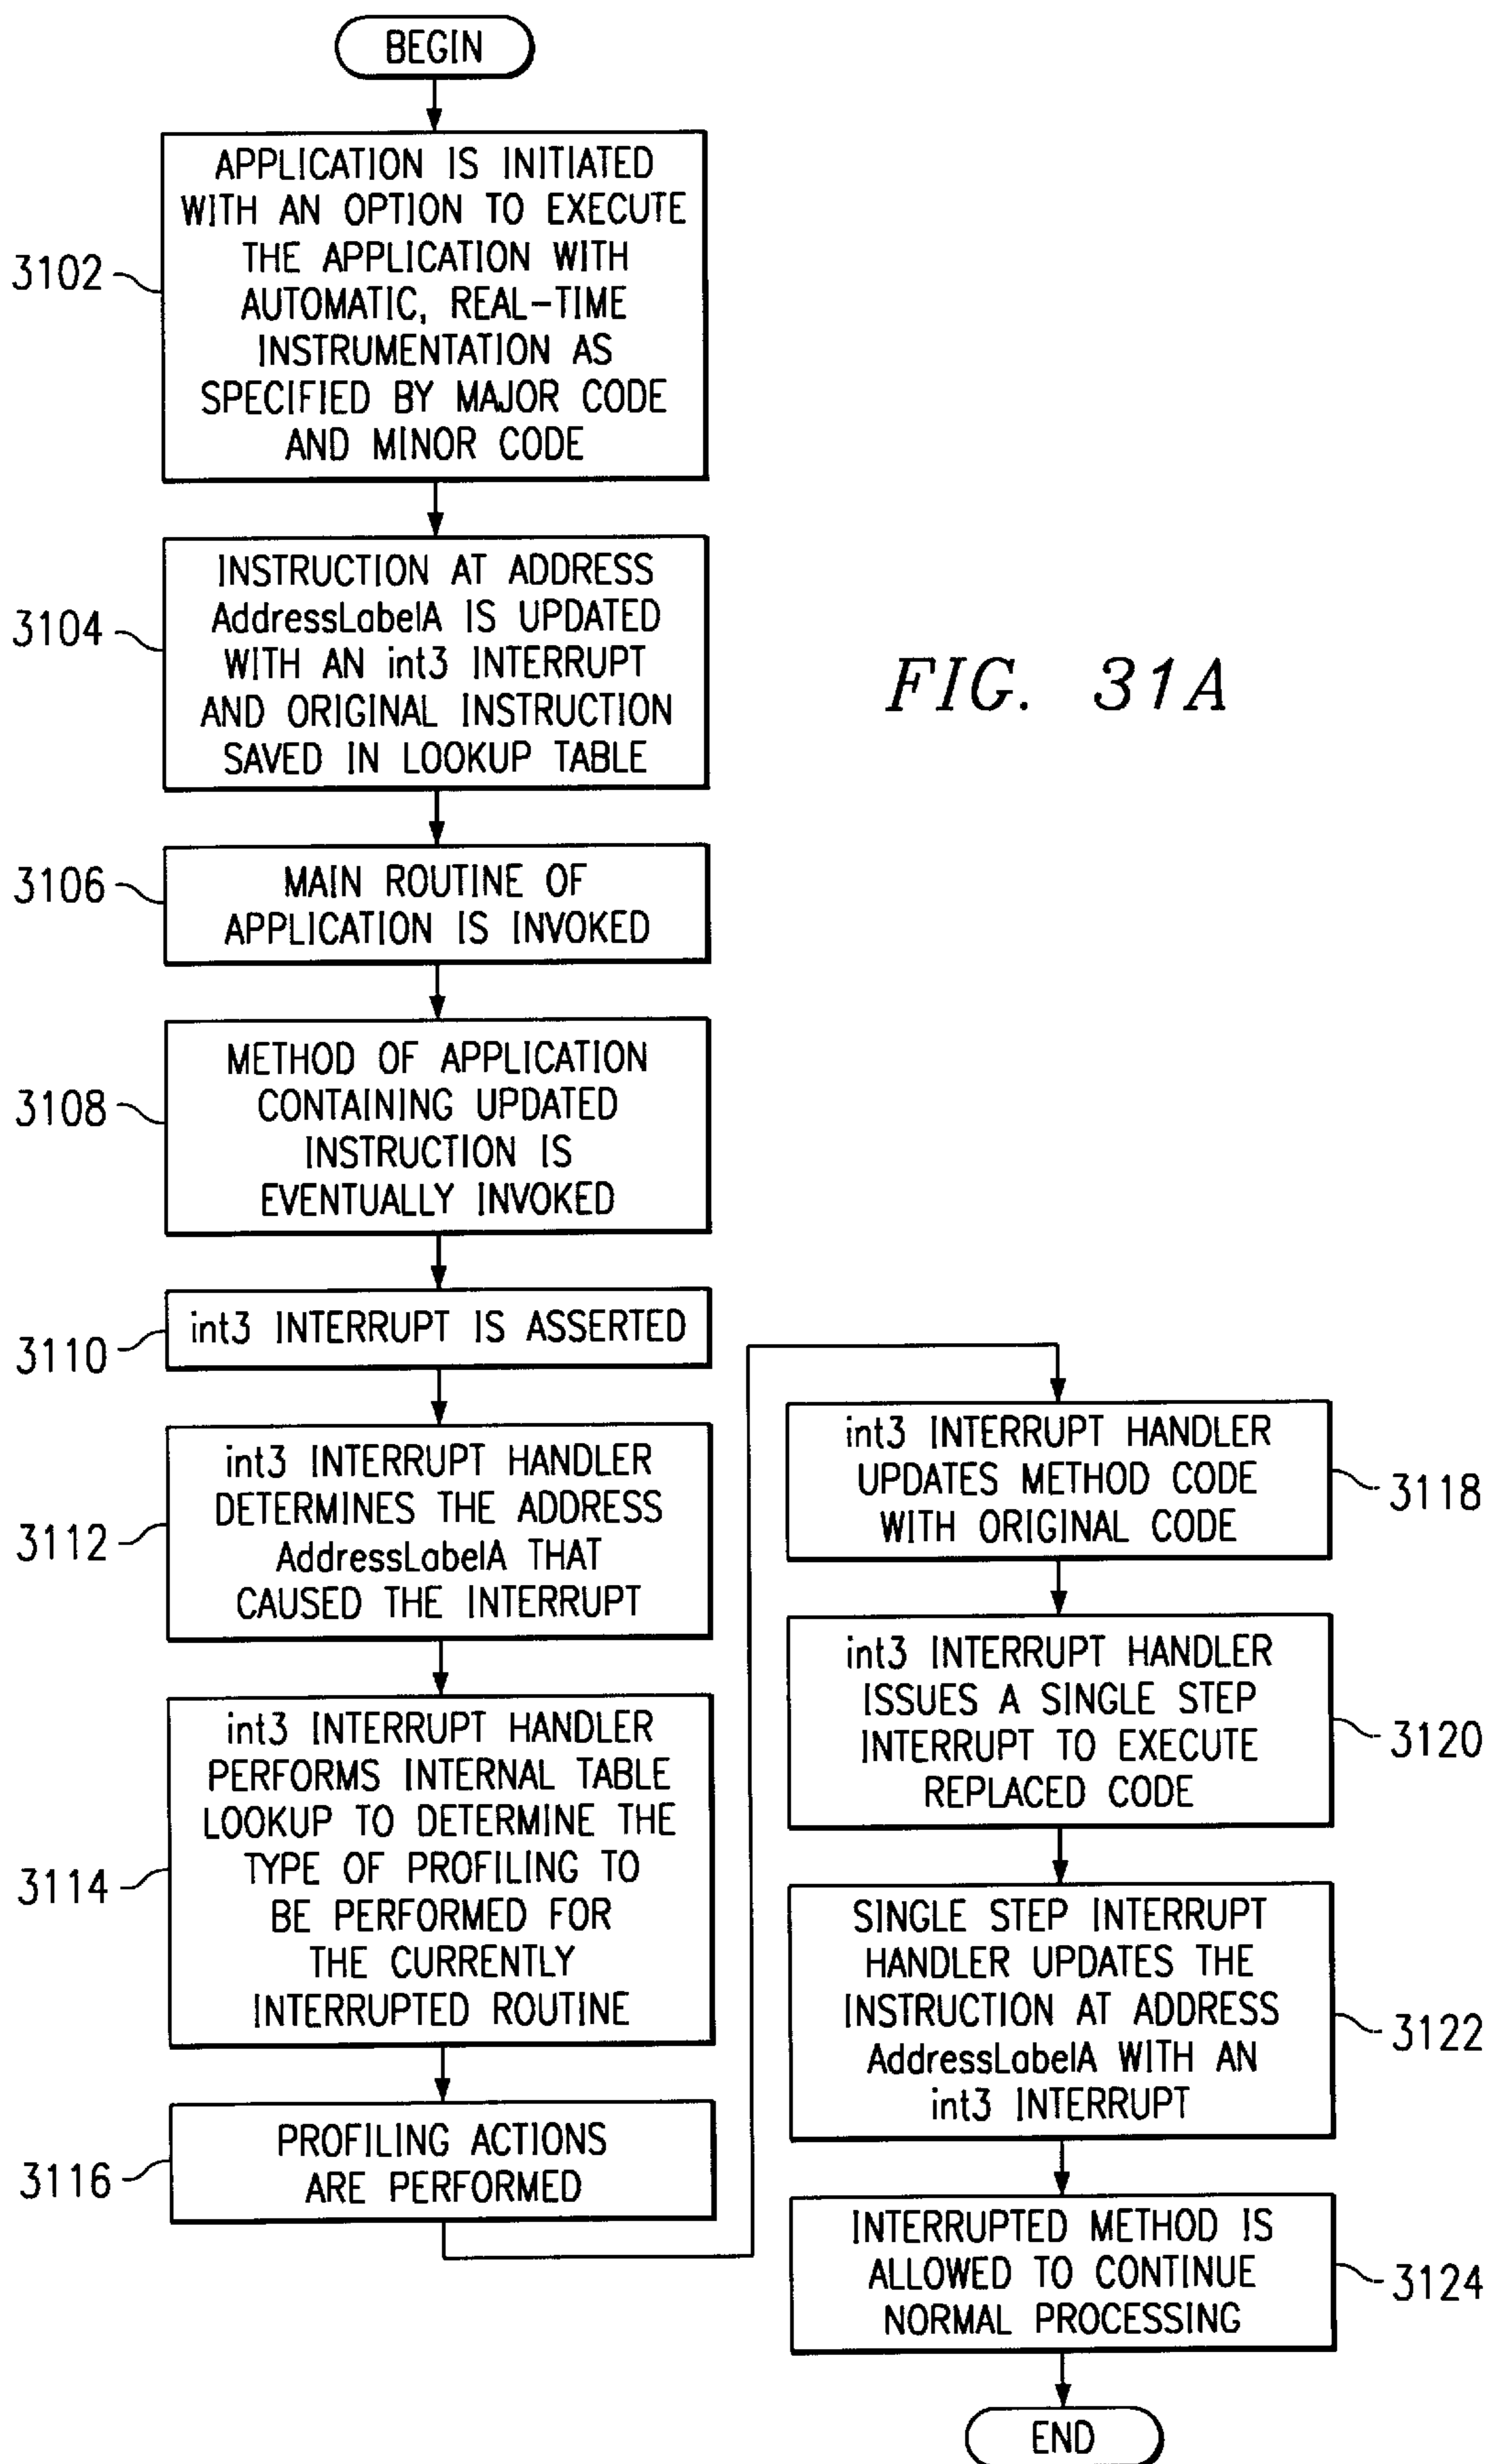 BEGIN
3102
APPLICATION IS INITIATED
WITH AN OPTION TO EXECUTE
THE APPLICATION WITH
AUTOMATIC, REAL-TIME
INSTRUMENTATION AS
SPECIFIED BY MAJOR CODE
AND MINOR CODE
3104
INSTRUCTION AT ADDRESS
AddressLabelA IS UPDATED
WITH AN int3 INTERRUPT
AND ORIGINAL INSTRUCTION
SAVED IN LOOKUP TABLE
FIG. 31A
3106
MAIN ROUTINE OF
APPLICATION IS INVOKED
3108
METHOD OF APPLICATION
CONTAINING UPDATED
INSTRUCTION IS
EVENTUALLY INVOKED
3110
int3 INTERRUPT IS ASSERTED
3112
int3 INTERRUPT HANDLER
DETERMINES THE ADDRESS
AddressLabelA THAT
CAUSED THE INTERRUPT
3114
int3 INTERRUPT HANDLER
PERFORMS INTERNAL TABLE
LOOKUP TO DETERMINE THE
TYPE OF PROFILING TO
BE PERFORMED FOR
THE CURRENTLY
INTERRUPTED ROUTINE
3116
PROFILING ACTIONS
ARE PERFORMED
int3 INTERRUPT HANDLER
UPDATES METHOD CODE
WITH ORIGINAL CODE
3118
int3 INTERRUPT HANDLER
ISSUES A SINGLE STEP
INTERRUPT TO EXECUTE
REPLACED CODE
3120
SINGLE STEP INTERRUPT
HANDLER UPDATES THE
INSTRUCTION AT ADDRESS
AddressLabelA WITH AN
int3 INTERRUPT
3122
INTERRUPTED METHOD IS
ALLOWED TO CONTINUE
NORMAL PROCESSING
3124
END